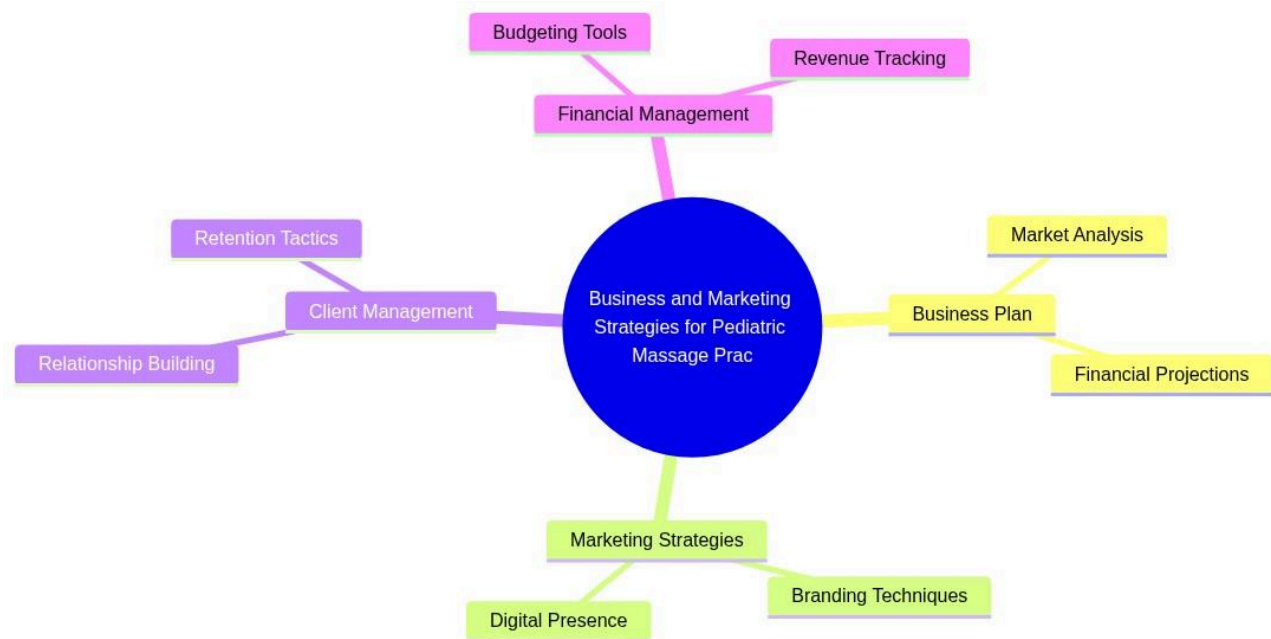 Budgeting Tools
Revenue Tracking
Financial Management
Retention Tactics
Client Management
Relationship Building
Business and Marketing
Strategies for Pediatric
Massage Prac
Market Analysis
Business Plan
Financial Projections
Marketing Strategies
Branding Techniques
Digital Presence